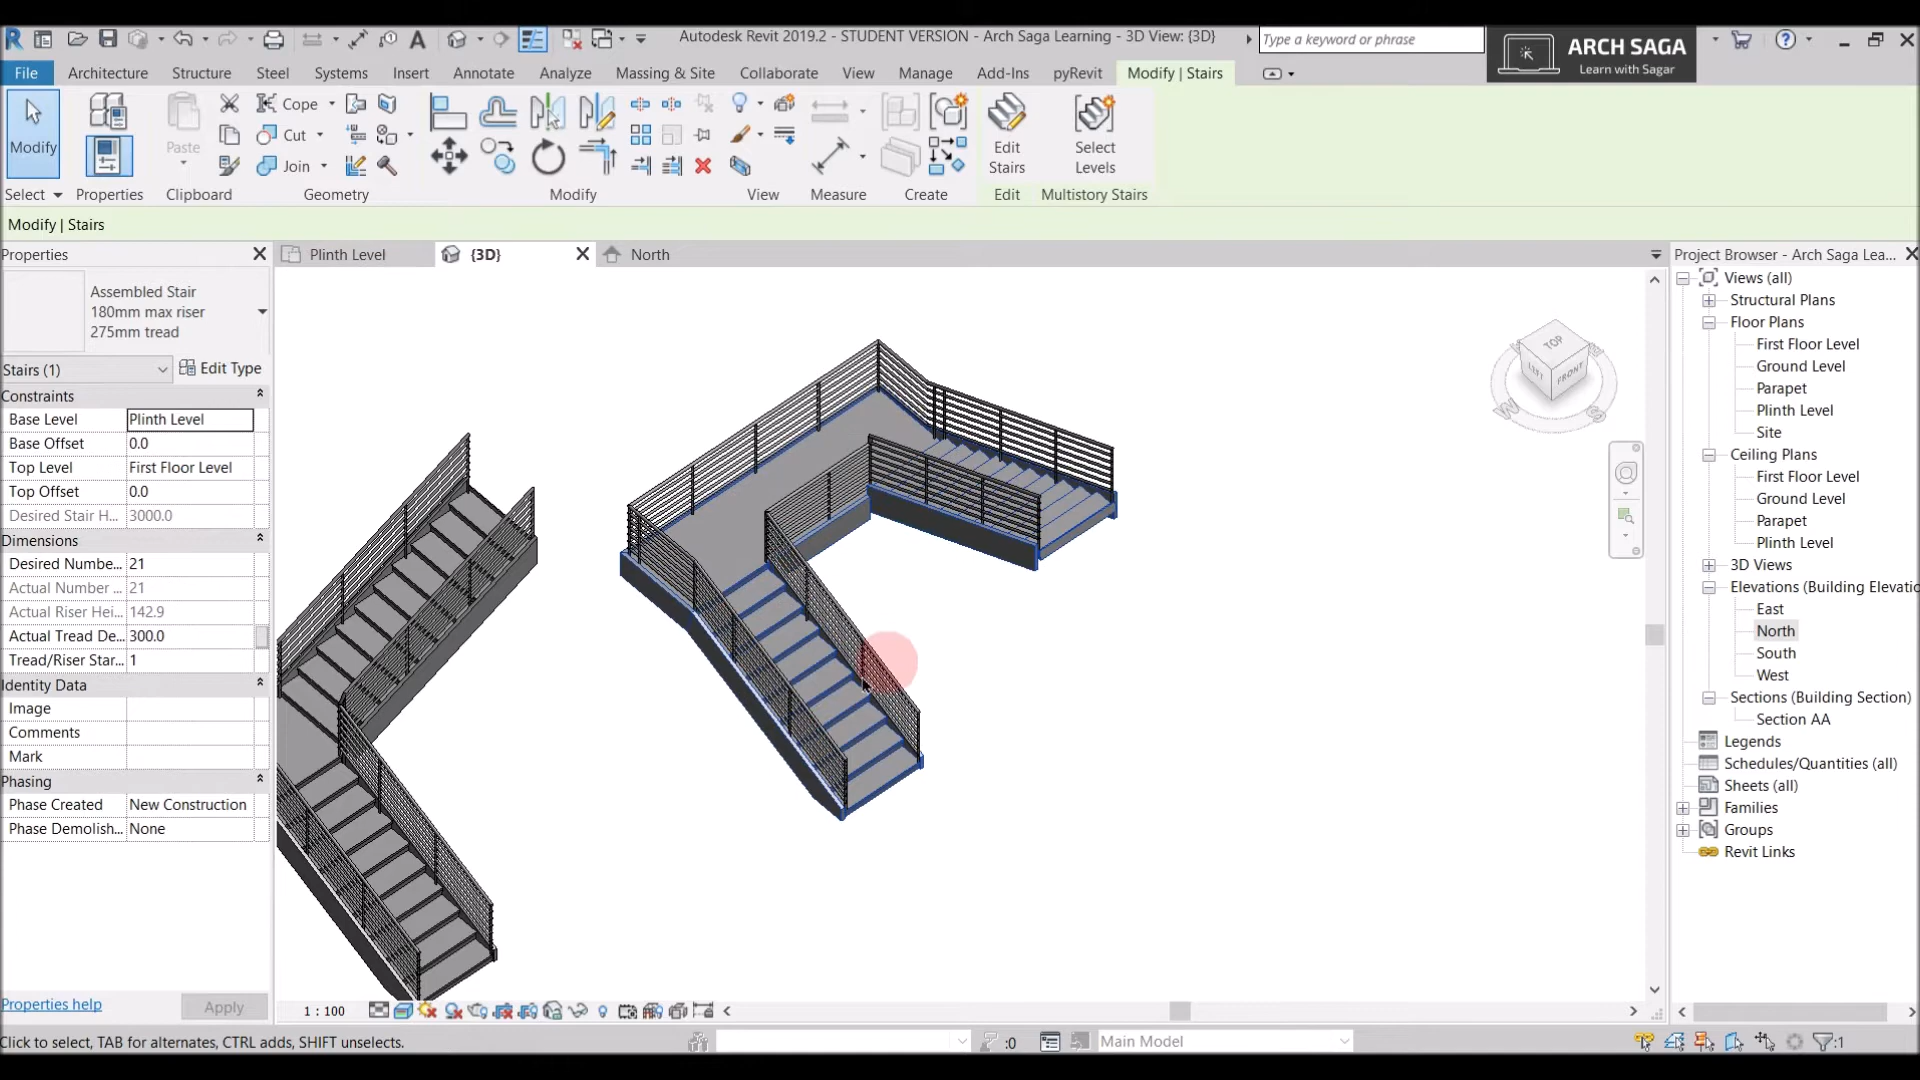 Autodesk Revit 2019.2 - STUDENT VERSION - Arch Saga Learning - 3D View: {3D}
Type a keyword or phrase
ARCH SAGA
Learn with Sagar
File Architecture Structure Steel Systems Insert Annotate Analyze Massing & Site Collaborate View Manage Add-Ins pyRevit Modify | Stairs
Modify
Paste
Cope
Cut
Join
Edit
Stairs
Select
Levels
Select Properties Clipboard Geometry Modify View Measure Create Edit Multistory Stairs
Modify | Stairs
Properties
Plinth Level
{3D}
North
Project Browser - Arch Saga Lea...
Assembled Stair
180mm max riser
275mm tread
Stairs (1)
Edit Type
Constraints
Base Level Plinth Level
Base Offset 0.0
Top Level First Floor Level
Top Offset 0.0
Desired Stair H... 3000.0
Dimensions
Desired Numbe... 21
Actual Number ... 21
Actual Riser Hei... 142.9
Actual Tread De... 300.0
Tread/Riser Star... 1
Identity Data
Image
Comments
Mark
Phasing
Phase Created New Construction
Phase Demolish... None
Properties help
Apply
TOP
LEFT
FRONT
W
S
Views (all)
Structural Plans
Floor Plans
First Floor Level
Ground Level
Parapet
Plinth Level
Site
Ceiling Plans
First Floor Level
Ground Level
Parapet
Plinth Level
3D Views
Elevations (Building Elevatio
East
North
South
West
Sections (Building Section)
Section AA
Legends
Schedules/Quantities (all)
Sheets (all)
Families
Groups
Revit Links
1 : 100
Click to select, TAB for alternates, CTRL adds, SHIFT unselects.
:0
Main Model
:1